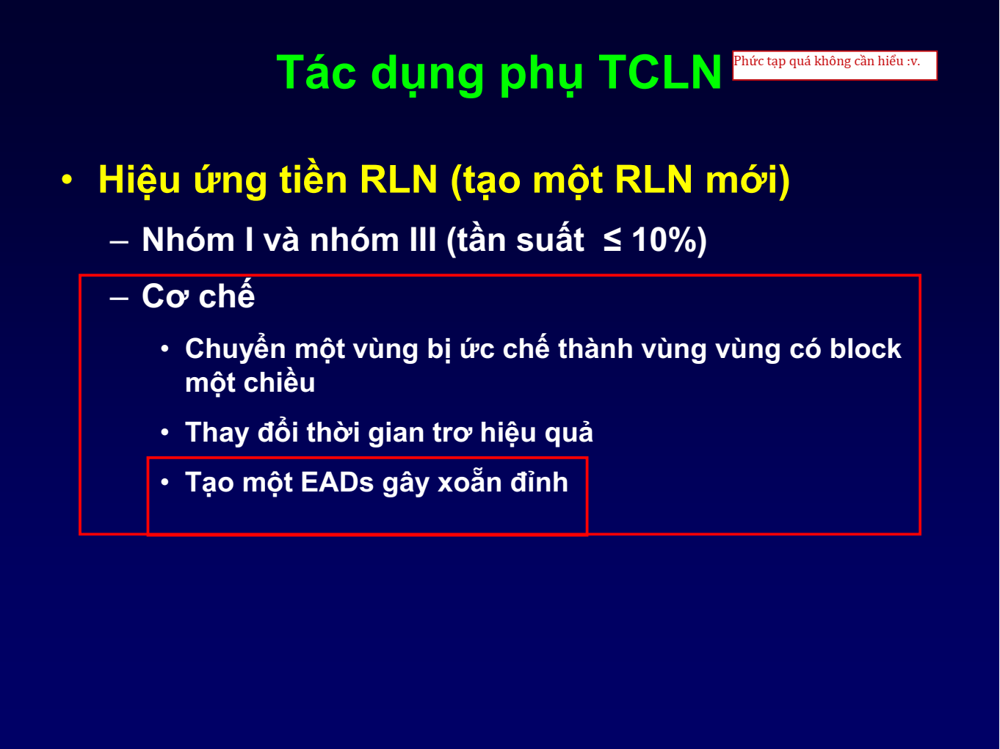 Tác dụng phụ TCLN
Phức tạp quá không cần hiểu :v.
• Hiệu ứng tiền RLN (tạo một RLN mới)
– Nhóm I và nhóm III (tần suất ≤ 10%)
– Cơ chế
• Chuyển một vùng bị ức chế thành vùng vùng có block
một chiều
• Thay đổi thời gian trơ hiệu quả
• Tạo một EADs gây xoẵn đỉnh